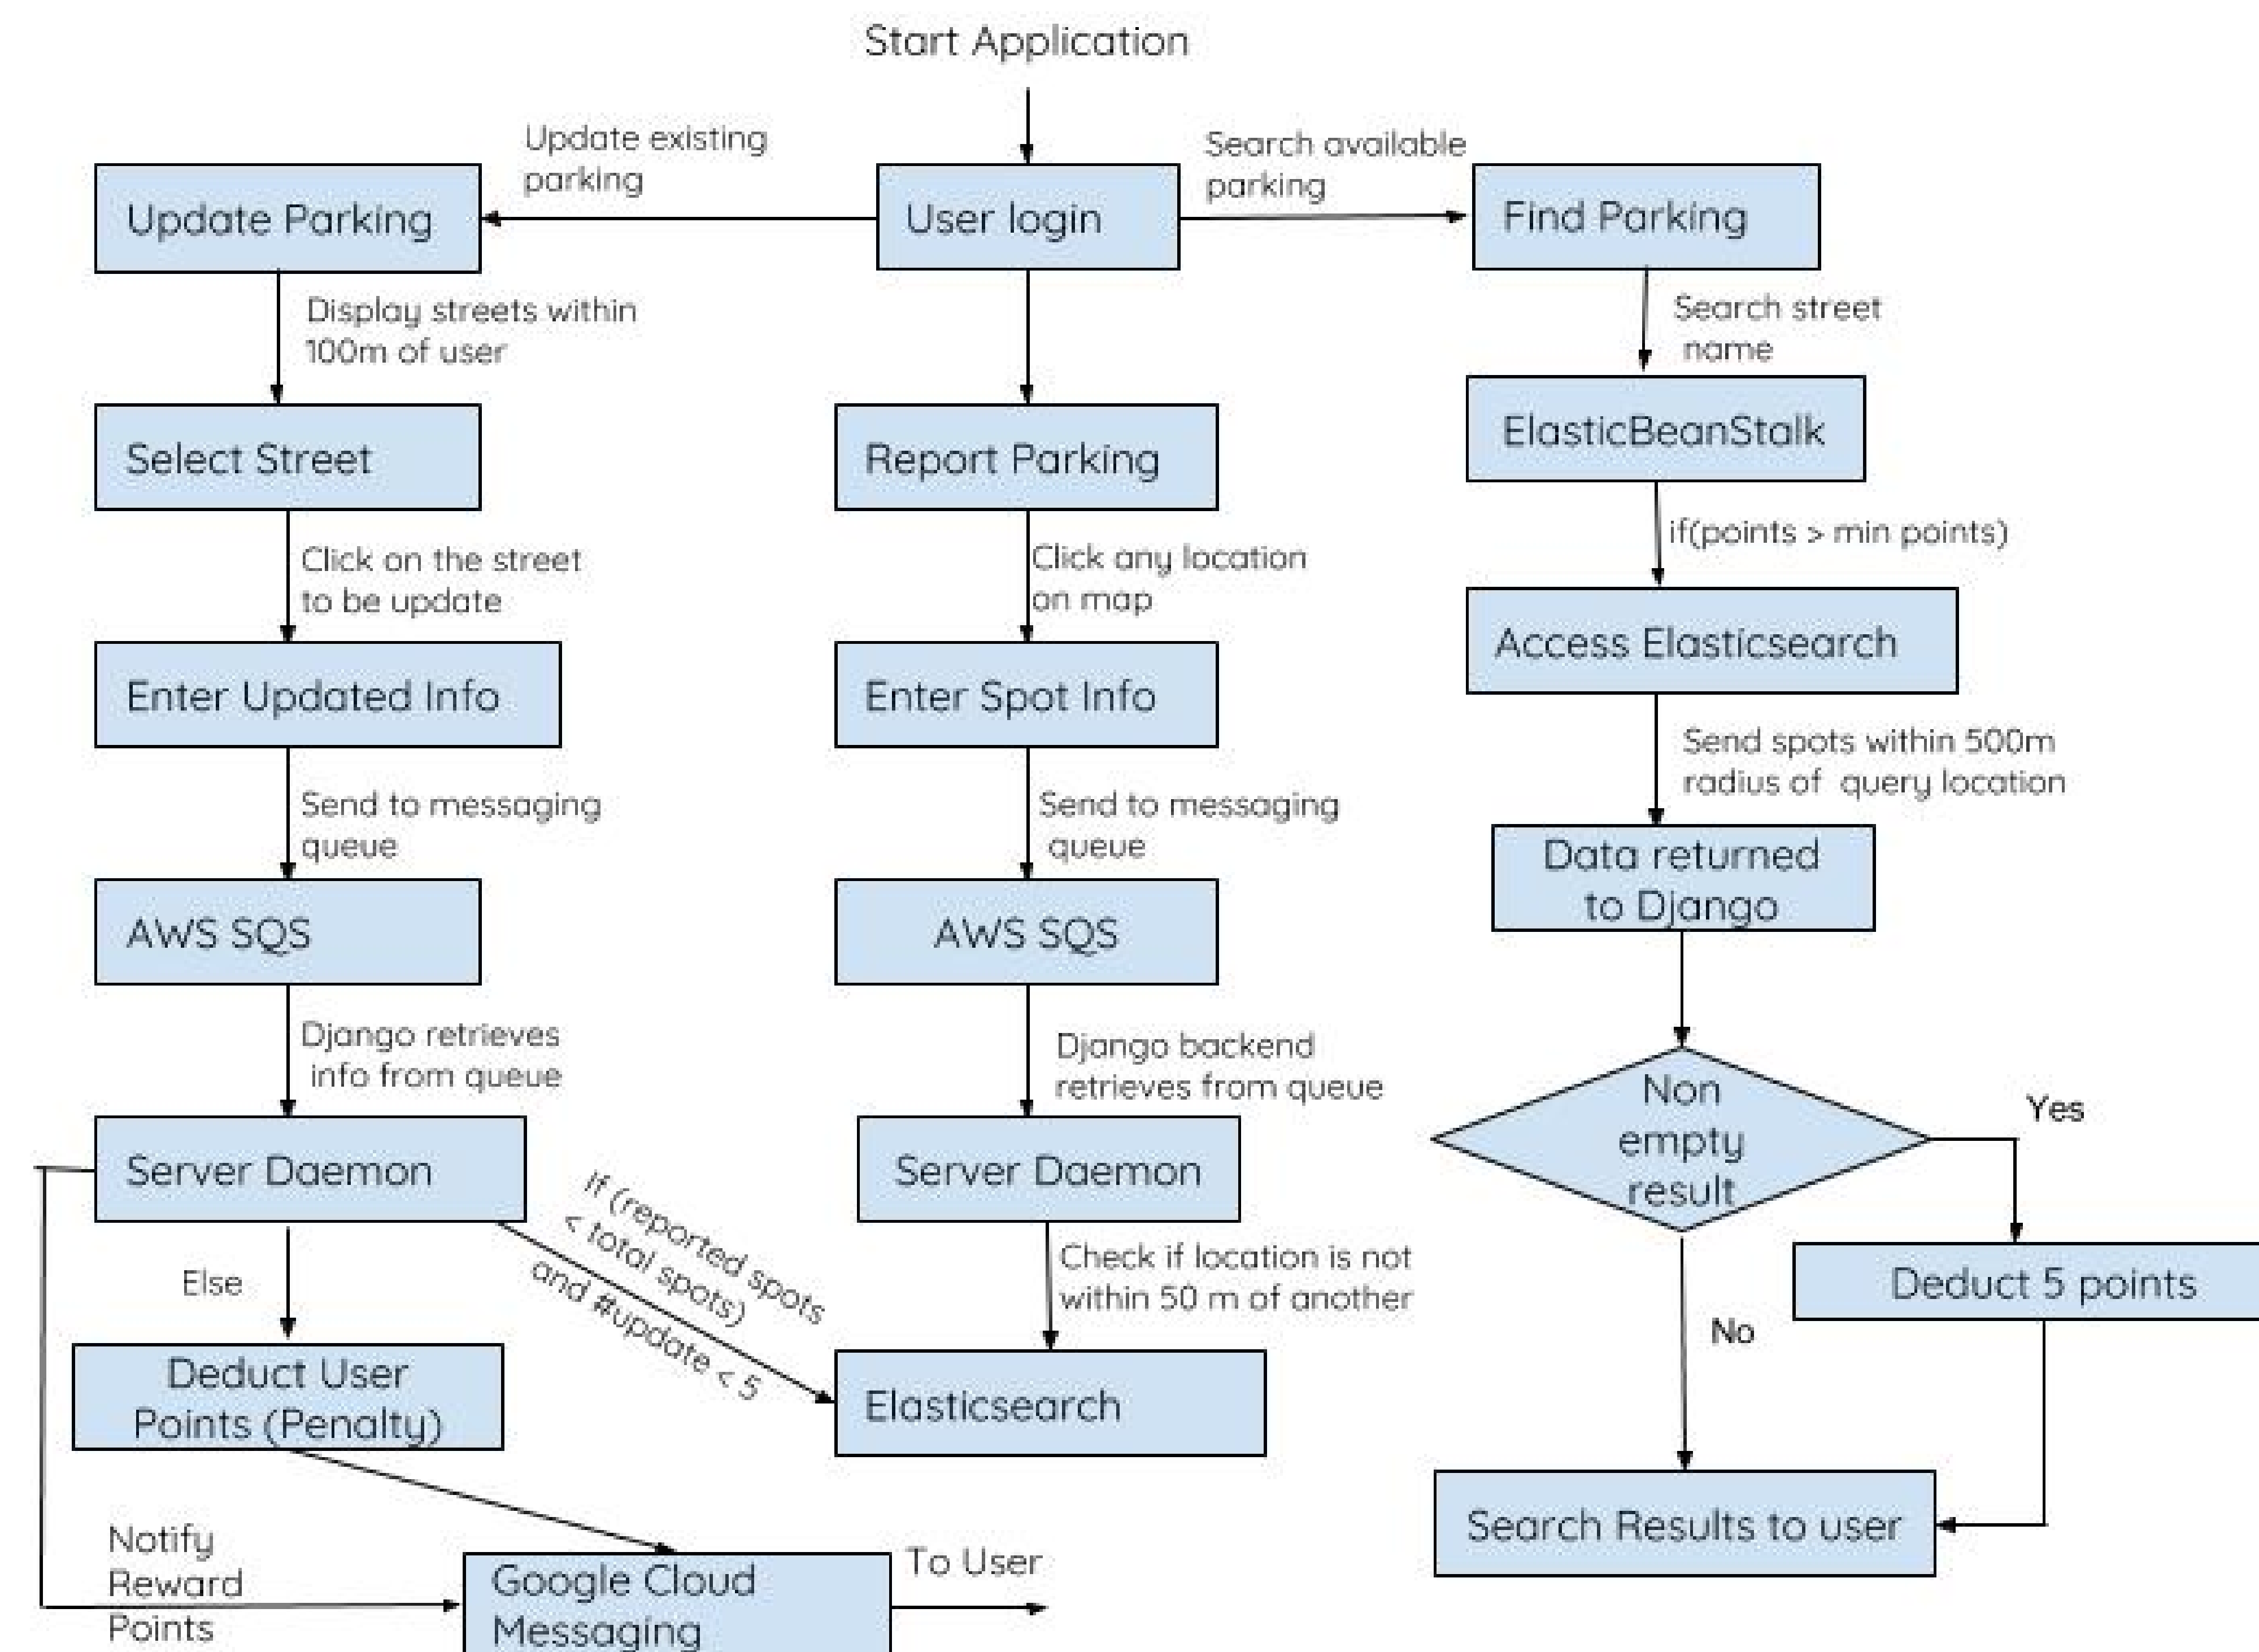 Start Application
Update existing
parking
Search available
parking
Update Parking
User login
Find Parking
Display streets within
100m of user
Search street
name
Select Street
Report Parking
ElasticBeanStalk
Click on the street
to be update
Click any location
on map
if(points > min points)
Enter Updated Info
Enter Spot Info
Access Elasticsearch
Send to messaging
queue
Send to messaging
queue
Send spots within 500m
radius of query location
AWS SQS
AWS SQS
Data returned
to Django
Django retrieves
info from queue
Django backend
retrieves from queue
Non
empty
result
Yes
Server Daemon
If (reported spots
< total spots)
and #update < 5
Server Daemon
Else
Check if location is not
within 50 m of another
Deduct 5 points
No
Deduct User
Points (Penalty)
Elasticsearch
Notify
Reward
Points
Google Cloud
Messaging
To User
Search Results to user